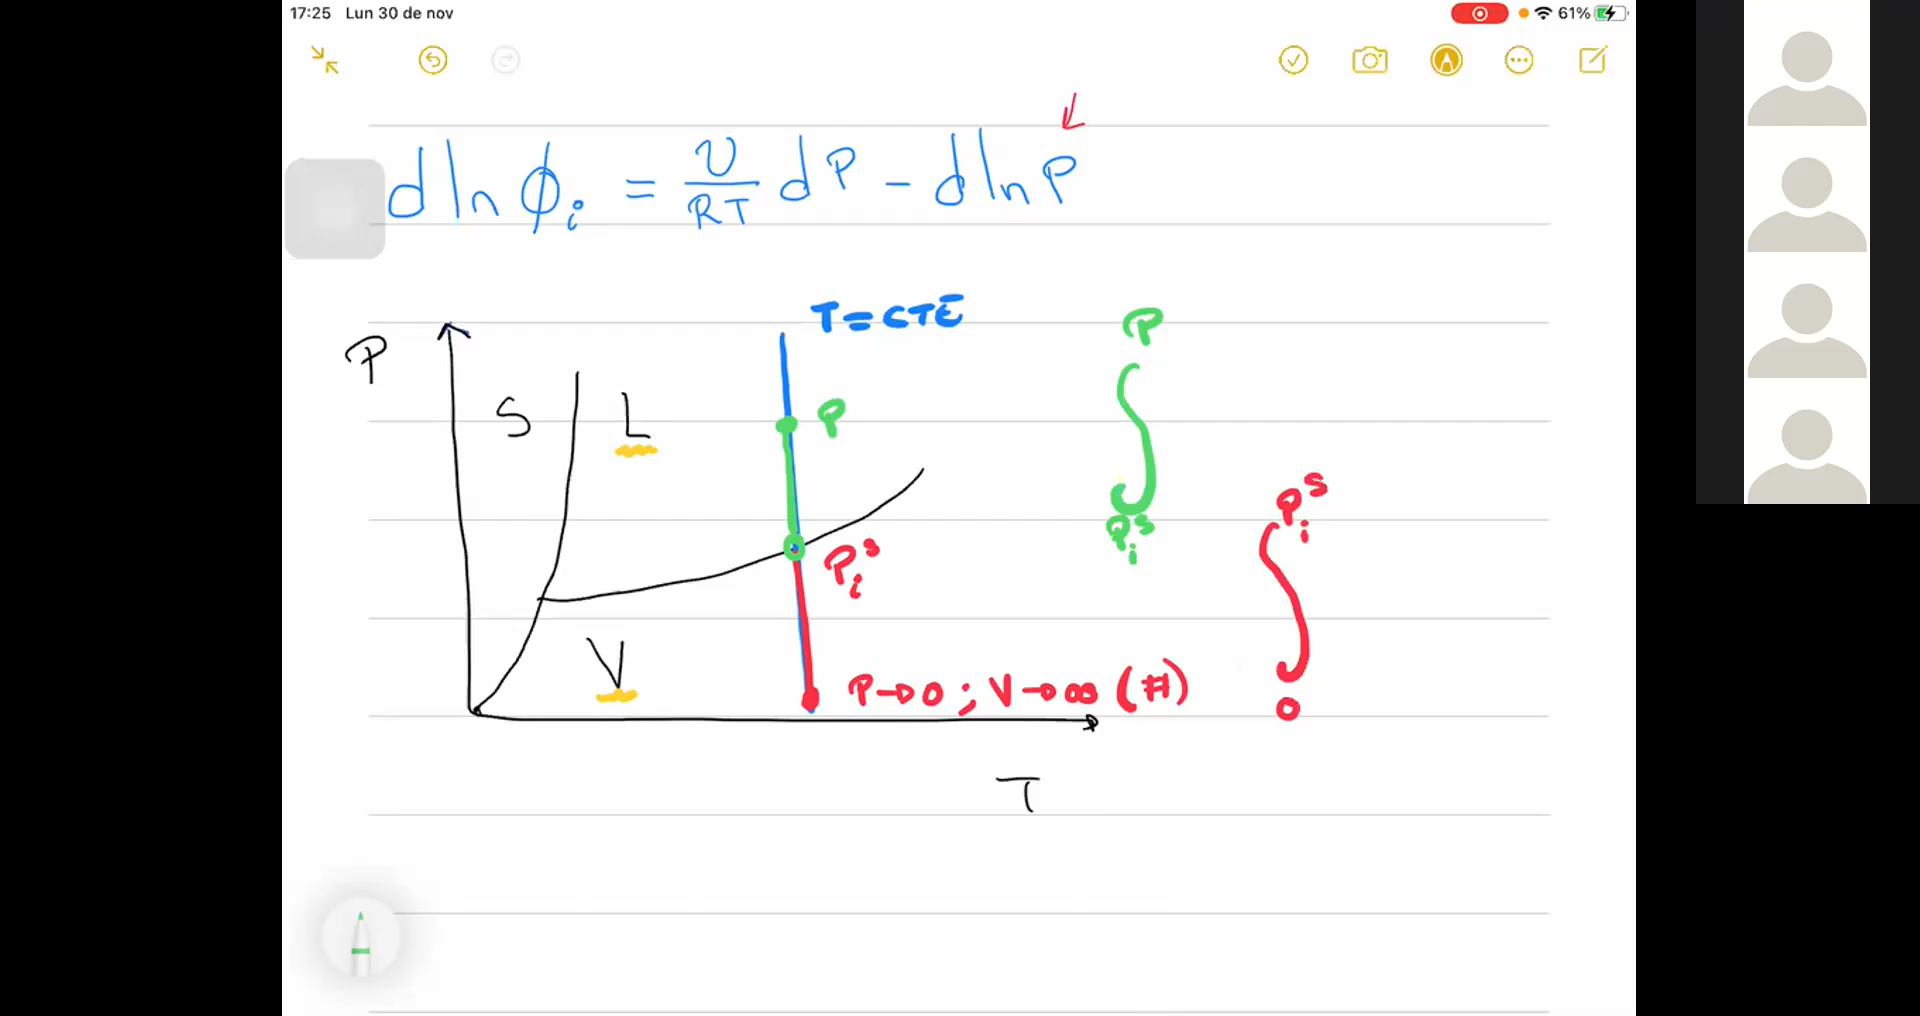 17:25 Lun 30 de nov 61%
d ln ϕᵢ = v/RT dP - d ln P
T = CTE
P
P
S L P
Pᵢˢ
Pᵢˢ
Pᵢˢ
V
P→0 ; V→∞ (#)
0
T